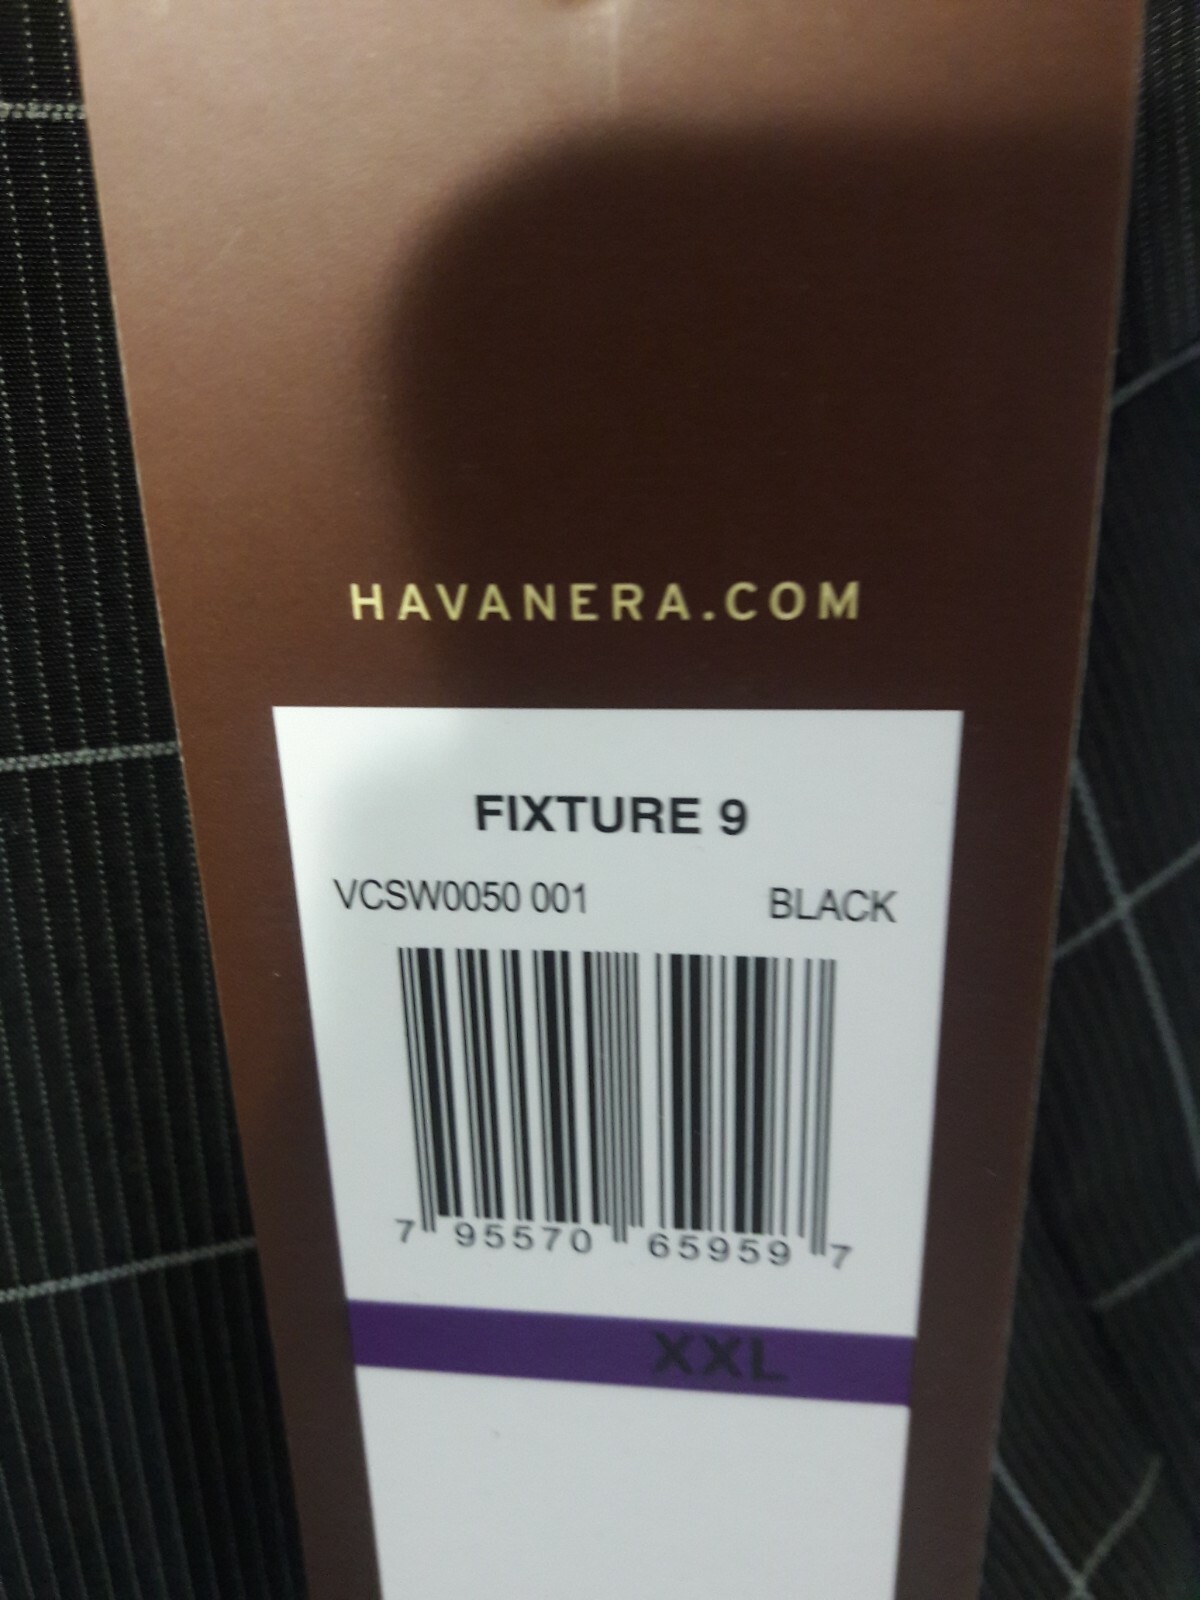 HAVANERA.COM
FIXTURE 9
VCSW0050 001 BLACK
7 95570 65959 7
XXL